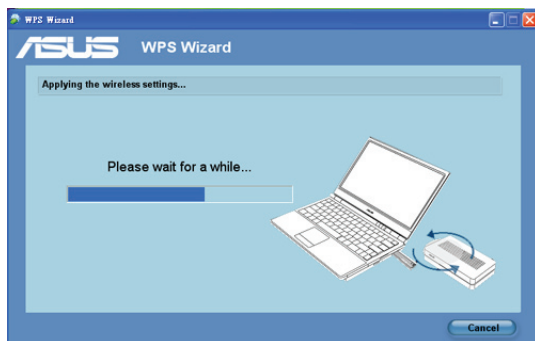 WPS Wizard
ASUS WPS Wizard
Applying the wireless settings...
Please wait for a while...
Cancel